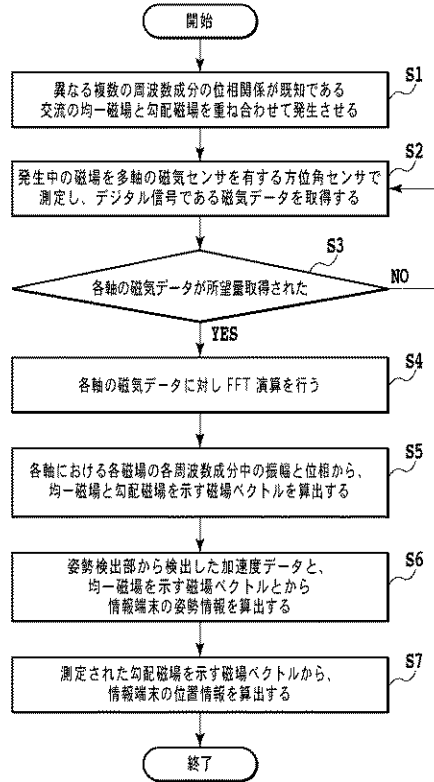 開始
S1
異なる複数の周波数成分の位相関係が既知である
交流の均一磁場と勾配磁場を重ね合わせて発生させる
S2
発生中の磁場を多軸の磁気センサを有する方位角センサで
測定し、デジタル信号である磁気データを取得する
S3
各軸の磁気データが所望量取得された
NO
YES
S4
各軸の磁気データに対し FFT 演算を行う
S5
各軸における各磁場の各周波数成分中の振幅と位相から、
均一磁場と勾配磁場を示す磁場ベクトルを算出する
S6
姿勢検出部から検出した加速度データと、
均一磁場を示す磁場ベクトルとから
情報端末の姿勢情報を算出する
S7
測定された勾配磁場を示す磁場ベクトルから、
情報端末の位置情報を算出する
終了